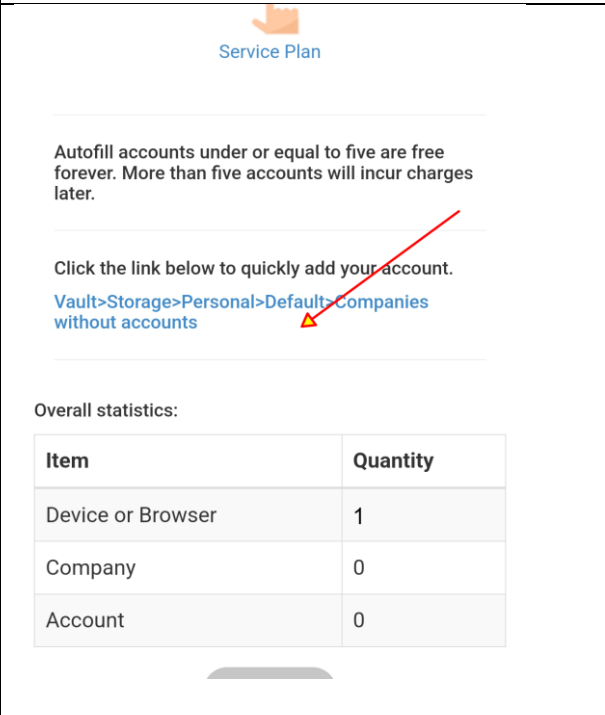 Service Plan
Autofill accounts under or equal to five are free
forever. More than five accounts will incur charges
later.
Click the link below to quickly add your account.
Vault>Storage>Personal>Default>Companies
without accounts
Overall statistics:
Item Quantity
Device or Browser 1
Company 0
Account 0